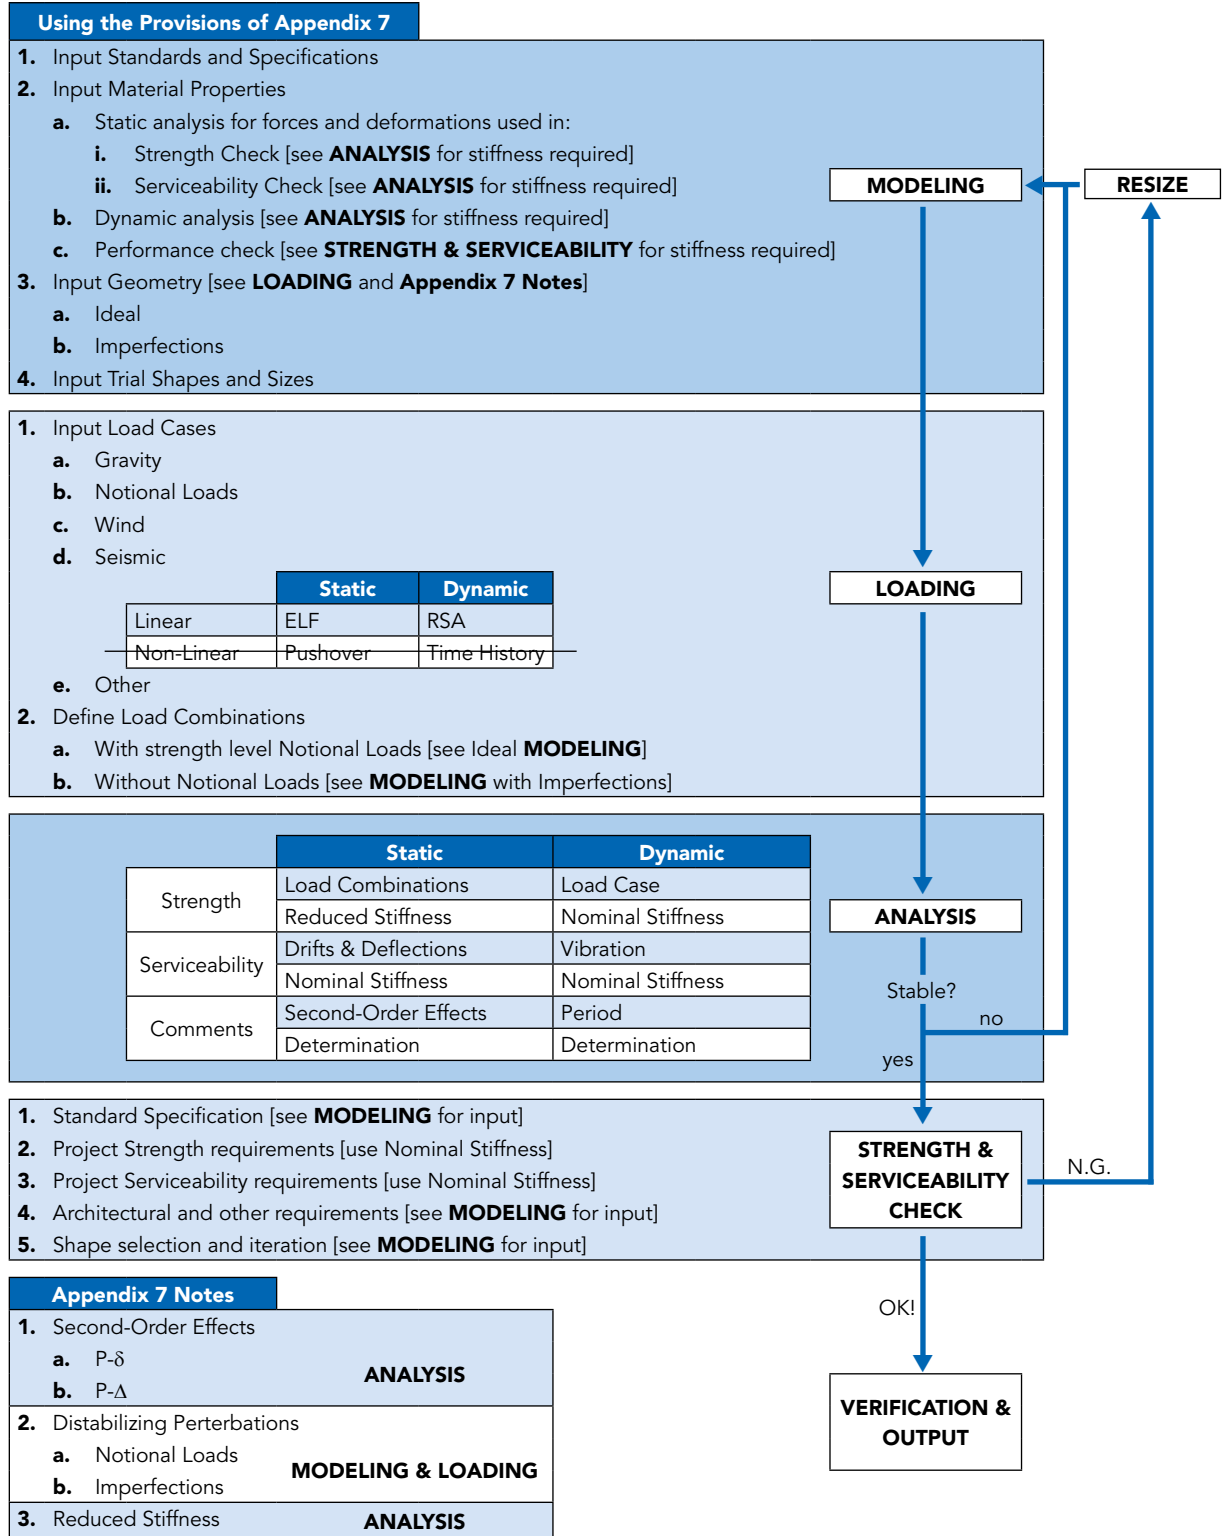 Using the Provisions of Appendix 7
1. Input Standards and Specifications
2. Input Material Properties
a. Static analysis for forces and deformations used in:
i. Strength Check [see ANALYSIS for stiffness required]
ii. Serviceability Check [see ANALYSIS for stiffness required]
MODELING
RESIZE
b. Dynamic analysis [see ANALYSIS for stiffness required]
c. Performance check [see STRENGTH & SERVICEABILITY for stiffness required]
3. Input Geometry [see LOADING and Appendix 7 Notes]
a. Ideal
b. Imperfections
4. Input Trial Shapes and Sizes
1. Input Load Cases
a. Gravity
b. Notional Loads
c. Wind
d. Seismic
Static Dynamic
LOADING
Linear ELF RSA
Non-Linear Pushover Time History
e. Other
2. Define Load Combinations
a. With strength level Notional Loads [see Ideal MODELING]
b. Without Notional Loads [see MODELING with Imperfections]
Static Dynamic
Strength
Load Combinations Load Case
Reduced Stiffness Nominal Stiffness
ANALYSIS
Serviceability
Drifts & Deflections Vibration
Nominal Stiffness Nominal Stiffness
Stable?
Comments
Second-Order Effects Period
no
Determination Determination
yes
1. Standard Specification [see MODELING for input]
2. Project Strength requirements [use Nominal Stiffness]
3. Project Serviceability requirements [use Nominal Stiffness]
4. Architectural and other requirements [see MODELING for input]
5. Shape selection and iteration [see MODELING for input]
STRENGTH &
SERVICEABILITY
CHECK
N.G.
OK!
VERIFICATION &
OUTPUT
Appendix 7 Notes
1. Second-Order Effects
a. P-δ
b. P-Δ
ANALYSIS
2. Distabilizing Perterbations
a. Notional Loads
b. Imperfections
MODELING & LOADING
3. Reduced Stiffness
ANALYSIS